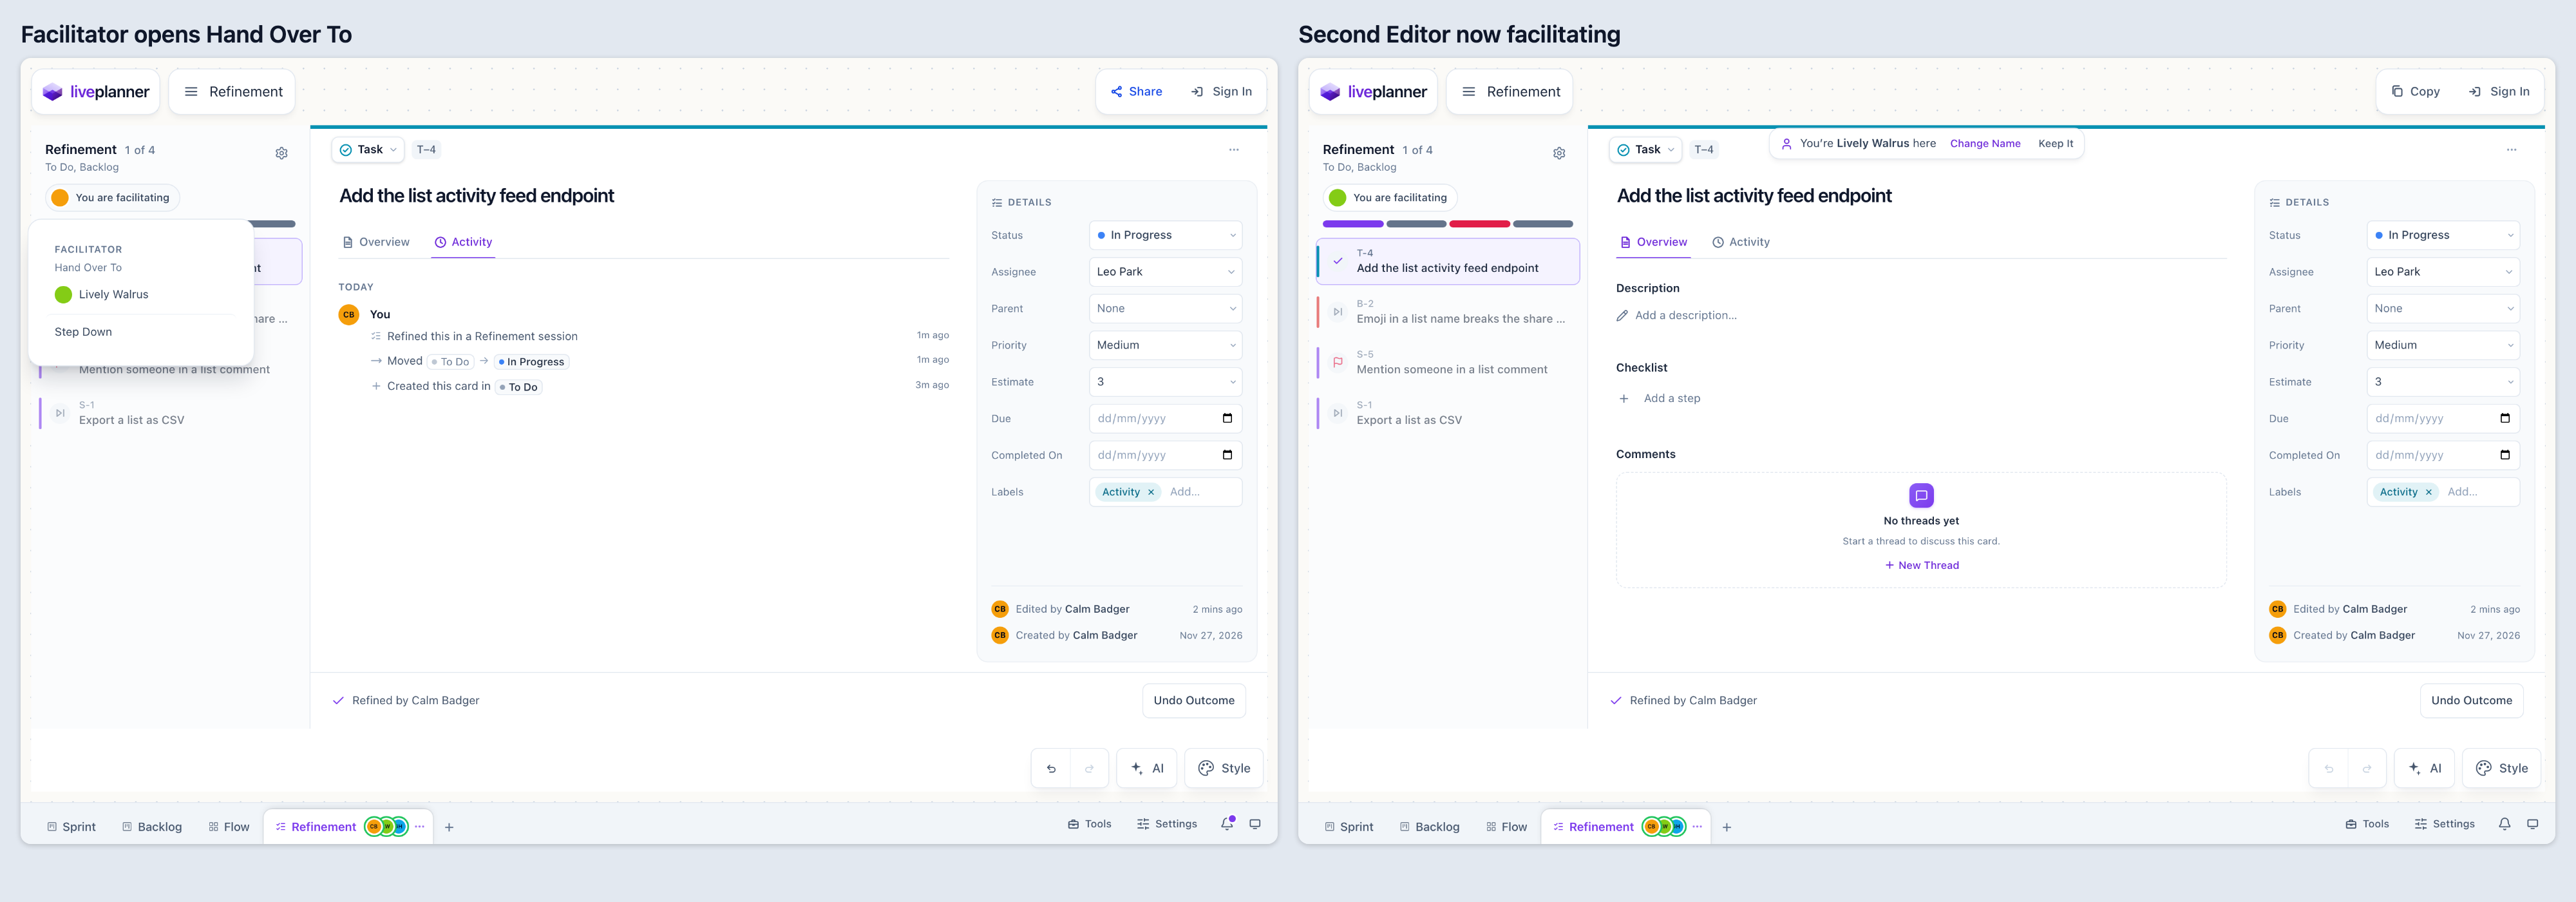 Facilitator opens Hand Over To
liveplanner
Refinement
Share
Sign In
Refinement 1 of 4
To Do, Backlog
You are facilitating
FACILITATOR
Hand Over To
Lively Walrus
Step Down
nt
hare ...
Mention someone in a list comment
S-1
Export a list as CSV
Task
T-4
Add the list activity feed endpoint
Overview
Activity
TODAY
CB
You
Refined this in a Refinement session
1m ago
Moved To Do → In Progress
1m ago
Created this card in To Do
3m ago
DETAILS
Status
In Progress
Assignee
Leo Park
Parent
None
Priority
Medium
Estimate
3
Due
dd/mm/yyyy
Completed On
dd/mm/yyyy
Labels
Activity × Add...
CB Edited by Calm Badger 2 mins ago
CB Created by Calm Badger Nov 27, 2026
Refined by Calm Badger
Undo Outcome
AI
Style
Sprint
Backlog
Flow
Refinement
CB
W
Tools
Settings
Second Editor now facilitating
liveplanner
Refinement
Copy
Sign In
Refinement 1 of 4
To Do, Backlog
You are facilitating
T-4
Add the list activity feed endpoint
B-2
Emoji in a list name breaks the share ...
S-5
Mention someone in a list comment
S-1
Export a list as CSV
Task
T-4
You're Lively Walrus here
Change Name
Keep It
Add the list activity feed endpoint
Overview
Activity
Description
Add a description...
Checklist
Add a step
Comments
No threads yet
Start a thread to discuss this card.
+ New Thread
DETAILS
Status
In Progress
Assignee
Leo Park
Parent
None
Priority
Medium
Estimate
3
Due
dd/mm/yyyy
Completed On
dd/mm/yyyy
Labels
Activity × Add...
CB Edited by Calm Badger 2 mins ago
CB Created by Calm Badger Nov 27, 2026
Refined by Calm Badger
Undo Outcome
AI
Style
Sprint
Backlog
Flow
Refinement
CB
W
Tools
Settings